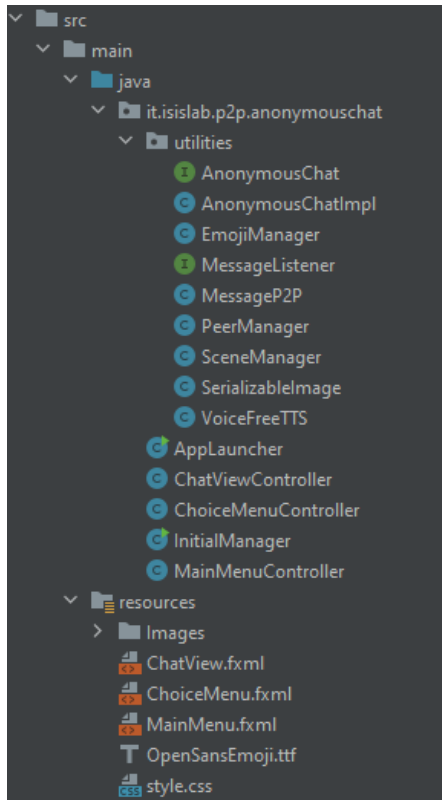 src
main
java
it.isislab.p2p.anonymouschat
utilities
I AnonymousChat
C AnonymousChatImpl
C EmojiManager
I MessageListener
C MessageP2P
C PeerManager
C SceneManager
C SerializableImage
C VoiceFreeTTS
C AppLauncher
C ChatViewController
C ChoiceMenuController
C InitialManager
C MainMenuController
resources
Images
ChatView.fxml
ChoiceMenu.fxml
MainMenu.fxml
T OpenSansEmoji.ttf
CSS style.css